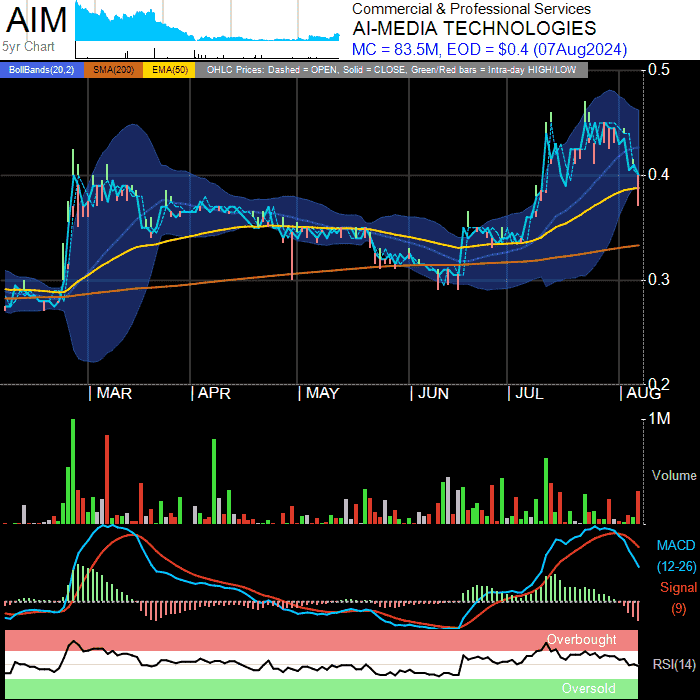 AIM
5yr Chart
Commercial & Professional Services
AI-MEDIA TECHNOLOGIES
MC = 83.5M, EOD = $0.4 (07Aug2024)
BollBands(20,2) SMA(200) EMA(50) OHLC Prices: Dashed = OPEN, Solid = CLOSE, Green/Red bars = Intra-day HIGH/LOW
0.5
0.4
0.3
0.2
MAR APR MAY JUN JUL AUG
1M
Volume
MACD
(12-26)
Signal
(9)
Overbought
RSI(14)
Oversold